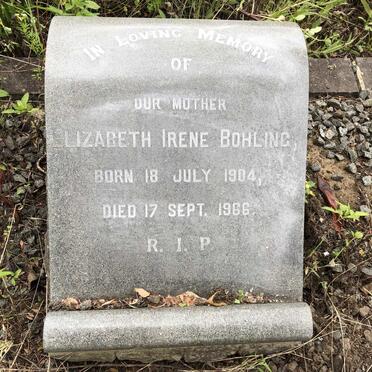 In Loving Memory
of
our mother
Elizabeth Irene Bohling,
born 18 July 1904,
died 17 Sept. 1966.
R. I. P